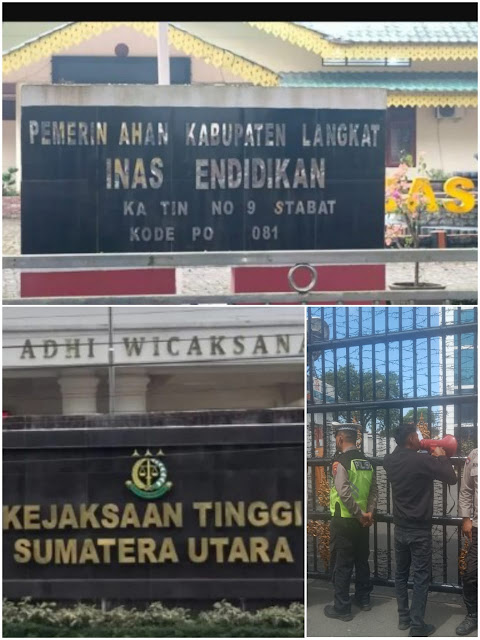 PEMERIN AHAN KABUPATEN LANGKAT
INAS ENDIDIKAN
KA TIN NO 9 STABAT
KODE PO 081
AS
ADHI WICAKSANA
KEJAKSAAN TINGGI
SUMATERA UTARA